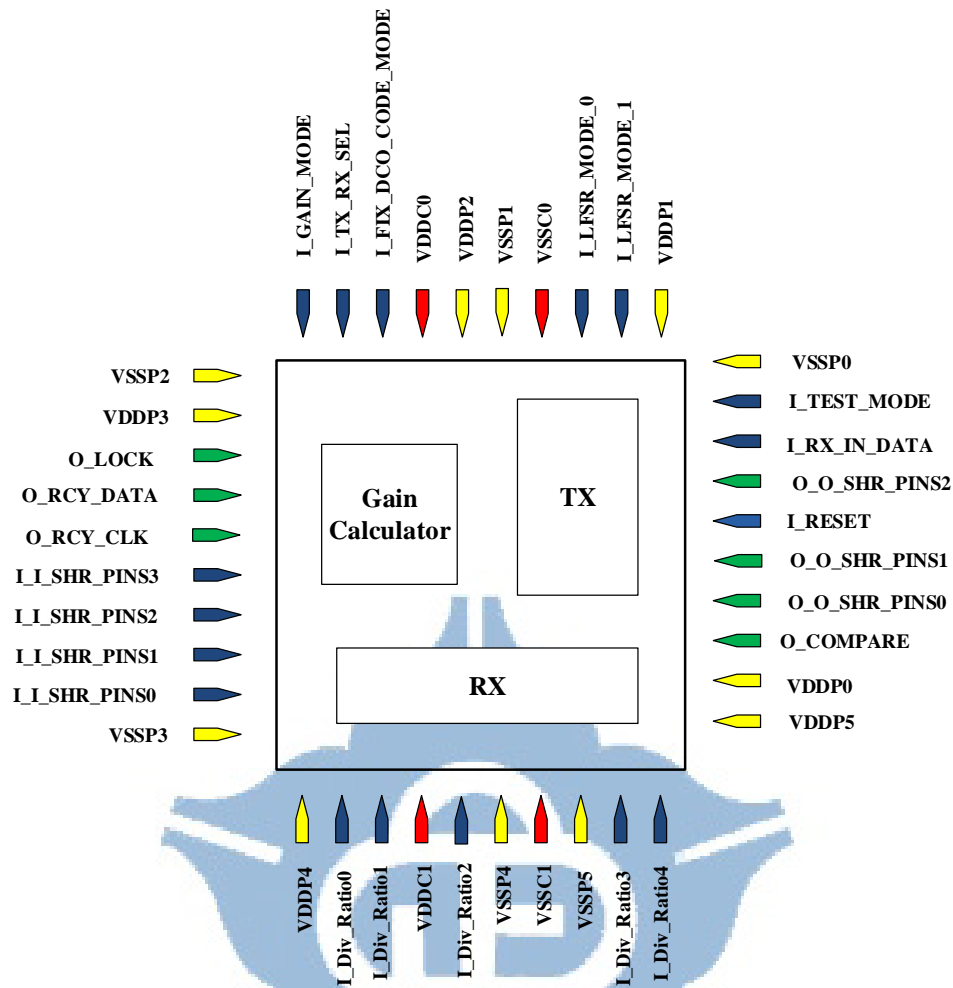 I_GAIN_MODE
I_TX_RX_SEL
I_FIX_DCO_CODE_MODE
VDDC0
VDDP2
VSSP1
VSSC0
I_LFSR_MODE_0
I_LFSR_MODE_1
VDDP1
VSSP2
VDDP3
O_LOCK
O_RCY_DATA
O_RCY_CLK
I_I_SHR_PINS3
I_I_SHR_PINS2
I_I_SHR_PINS1
I_I_SHR_PINS0
VSSP3
Gain
Calculator
TX
RX
VSSP0
I_TEST_MODE
I_RX_IN_DATA
O_O_SHR_PINS2
I_RESET
O_O_SHR_PINS1
O_O_SHR_PINS0
O_COMPARE
VDDP0
VDDP5
VDDP4
I_Div_Ratio0
I_Div_Ratio1
VDDC1
I_Div_Ratio2
VSSP4
VSSC1
VSSP5
I_Div_Ratio3
I_Div_Ratio4